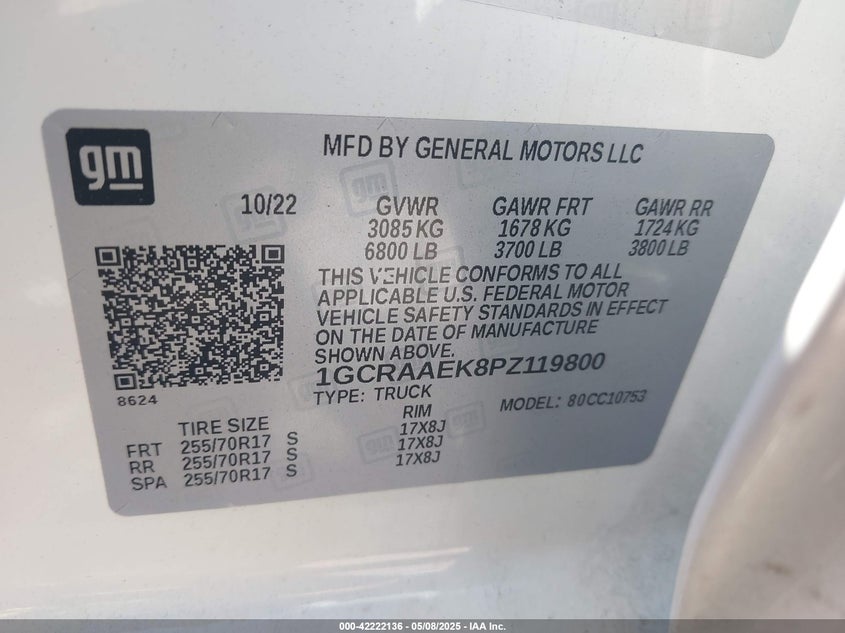 gm
MFD BY GENERAL MOTORS LLC
10/22 GVWR GAWR FRT GAWR RR
3085 KG 1678 KG 1724 KG
6800 LB 3700 LB 3800 LB
THIS VEHICLE CONFORMS TO ALL
APPLICABLE U.S. FEDERAL MOTOR
VEHICLE SAFETY STANDARDS IN EFFECT
ON THE DATE OF MANUFACTURE
SHOWN ABOVE.
1GCRAAEK8PZ119800
8624
TYPE: TRUCK MODEL: 80CC10753
TIRE SIZE RIM
FRT 255/70R17 S 17X8J
RR 255/70R17 S 17X8J
SPA 255/70R17 S 17X8J
000-42222136 - 05/08/2025 - IAA Inc.